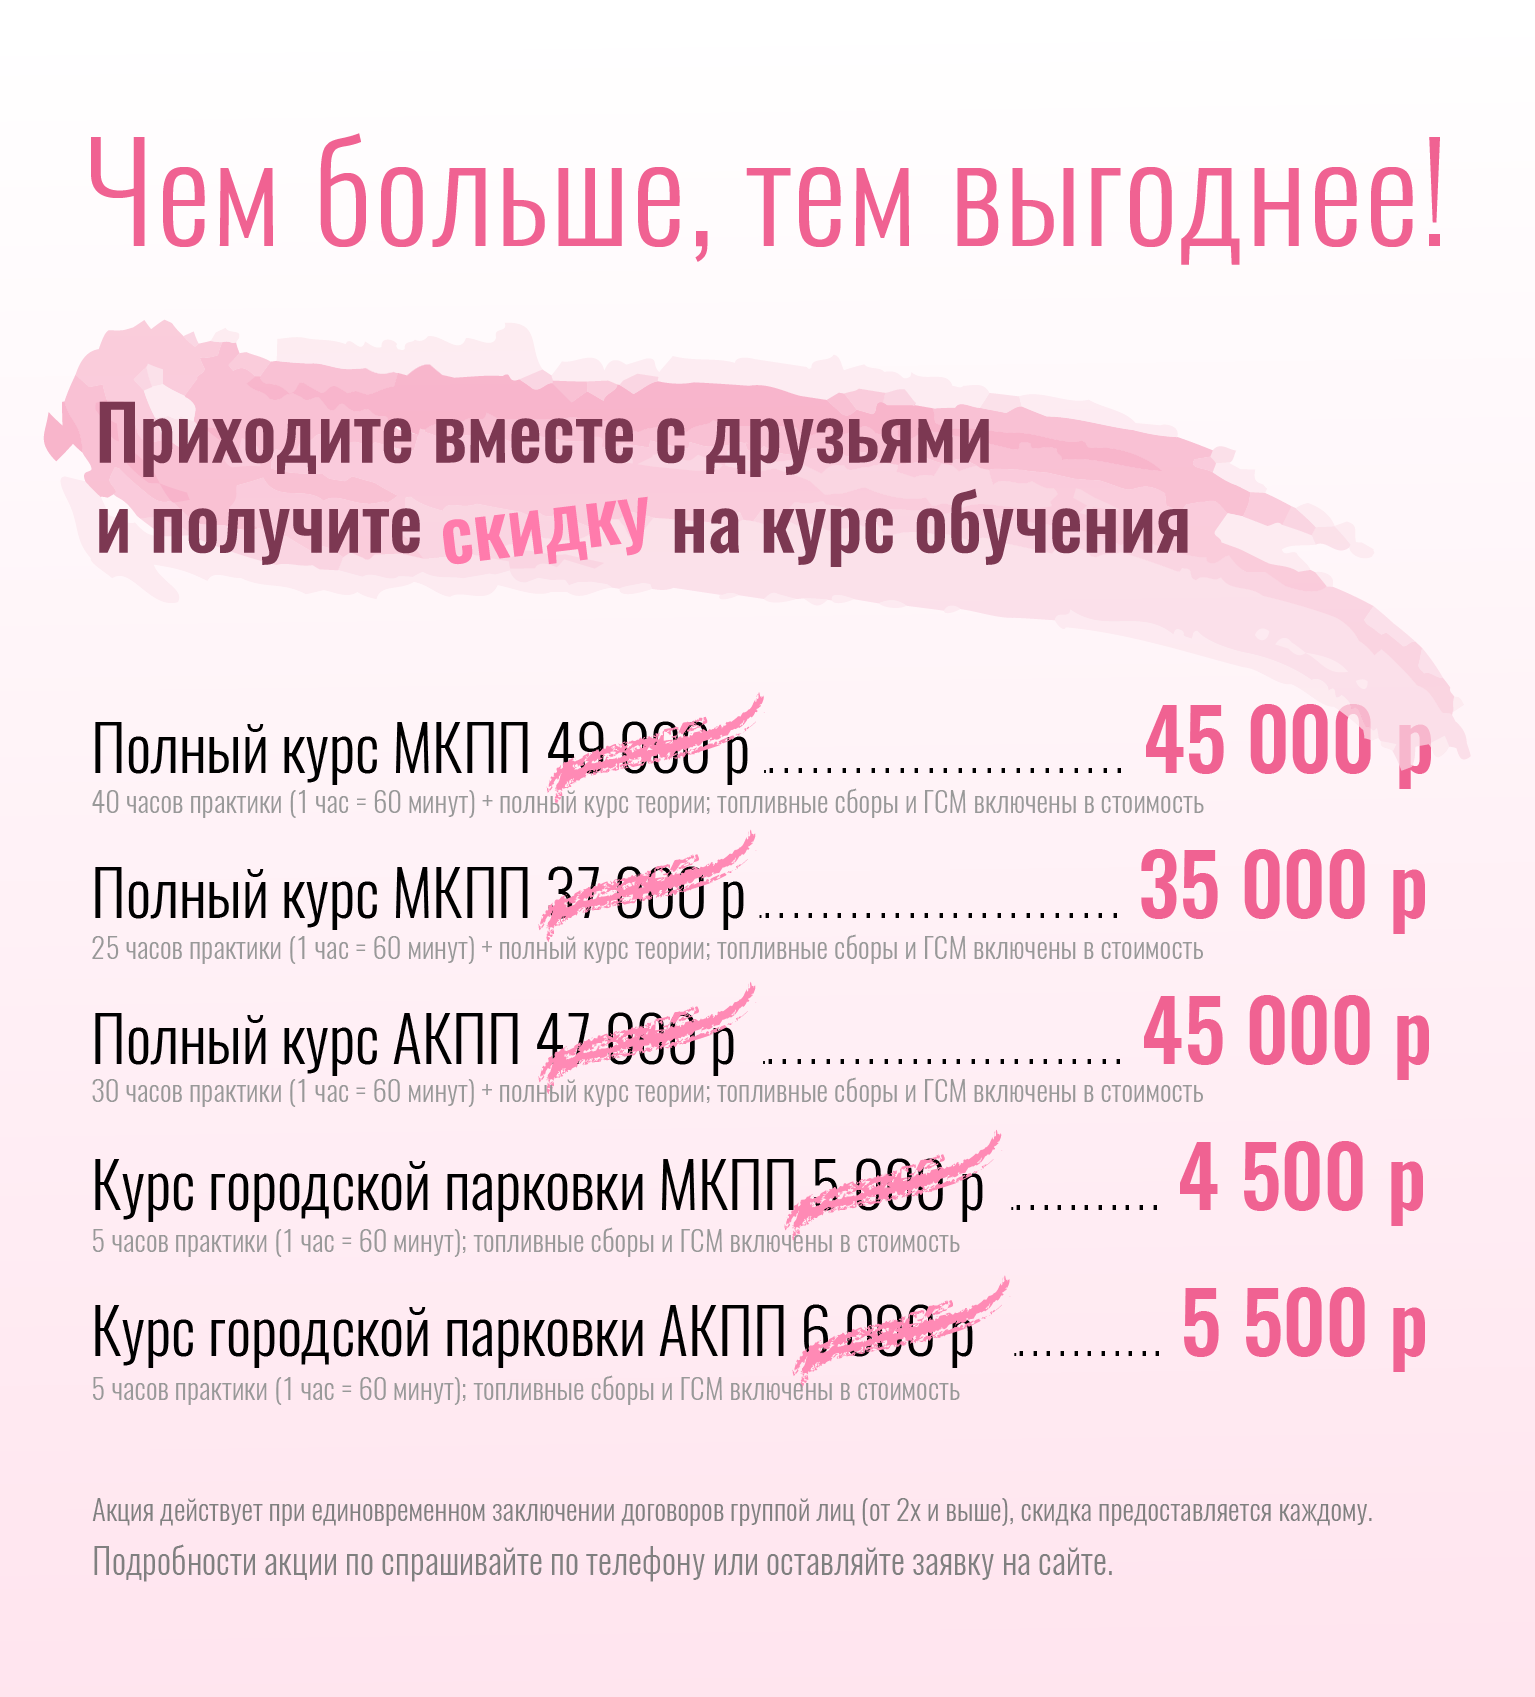 Чем больше, тем выгоднее!
Приходите вместе с друзьями
и получите скидку на курс обучения
Полный курс МКПП 49 000 р ......................... 45 000 р
40 часов практики (1 час = 60 минут) + полный курс теории; топливные сборы и ГСМ включены в стоимость
Полный курс МКПП 37 000 р ......................... 35 000 р
25 часов практики (1 час = 60 минут) + полный курс теории; топливные сборы и ГСМ включены в стоимость
Полный курс АКПП 47 000 р ......................... 45 000 р
30 часов практики (1 час = 60 минут) + полный курс теории; топливные сборы и ГСМ включены в стоимость
Курс городской парковки МКПП 5 000 р ........... 4 500 р
5 часов практики (1 час = 60 минут); топливные сборы и ГСМ включены в стоимость
Курс городской парковки АКПП 6 000 р ........... 5 500 р
5 часов практики (1 час = 60 минут); топливные сборы и ГСМ включены в стоимость
Акция действует при единовременном заключении договоров группой лиц (от 2х и выше), скидка предоставляется каждому.
Подробности акции по спрашивайте по телефону или оставляйте заявку на сайте.